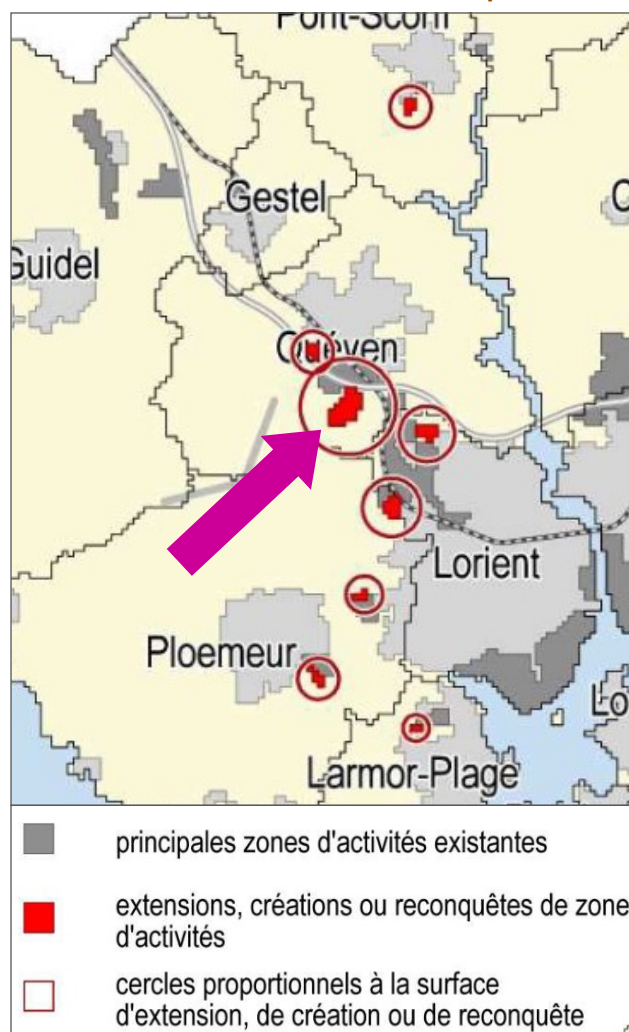 Pont-Scorff
Gestel
Guidel
Quéven
Lorient
Ploemeur
Lo
Larmor-Plage
principales zones d'activités existantes
extensions, créations ou reconquêtes de zone
d'activités
cercles proportionnels à la surface
d'extension, de création ou de reconquête